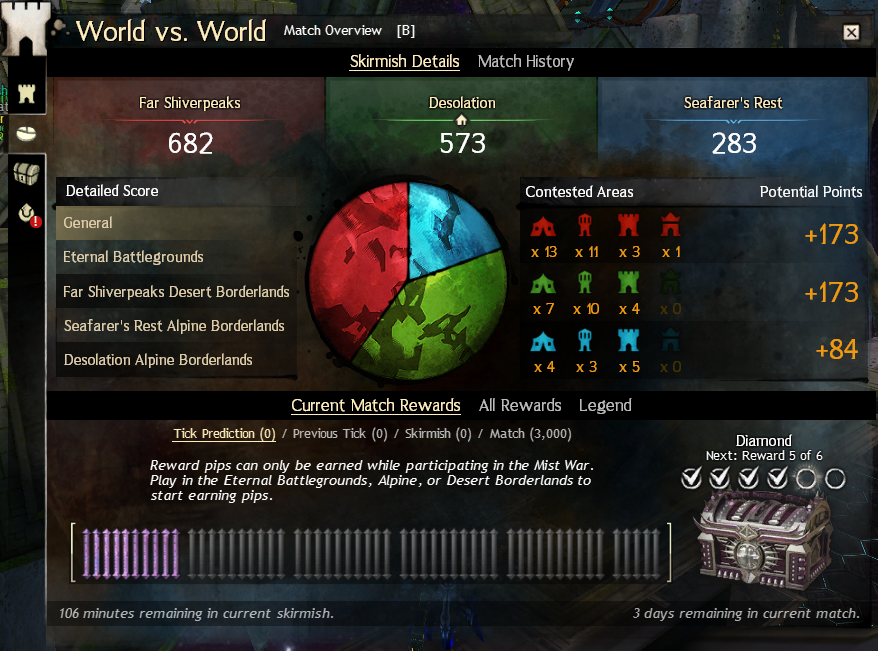 World vs. World Match Overview [B]
Skirmish Details Match History
Far Shiverpeaks Desolation Seafarer's Rest
682 573 283
Detailed Score
General
Eternal Battlegrounds
Far Shiverpeaks Desert Borderlands
Seafarer's Rest Alpine Borderlands
Desolation Alpine Borderlands
Contested Areas Potential Points
x 13 x 11 x 3 x 1 +173
x 7 x 10 x 4 x 0 +173
x 4 x 3 x 5 x 0 +84
Current Match Rewards All Rewards Legend
Tick Prediction (0) / Previous Tick (0) / Skirmish (0) / Match (3,000)
Reward pips can only be earned while participating in the Mist War.
Play in the Eternal Battlegrounds, Alpine, or Desert Borderlands to
start earning pips.
Diamond
Next: Reward 5 of 6
106 minutes remaining in current skirmish.
3 days remaining in current match.